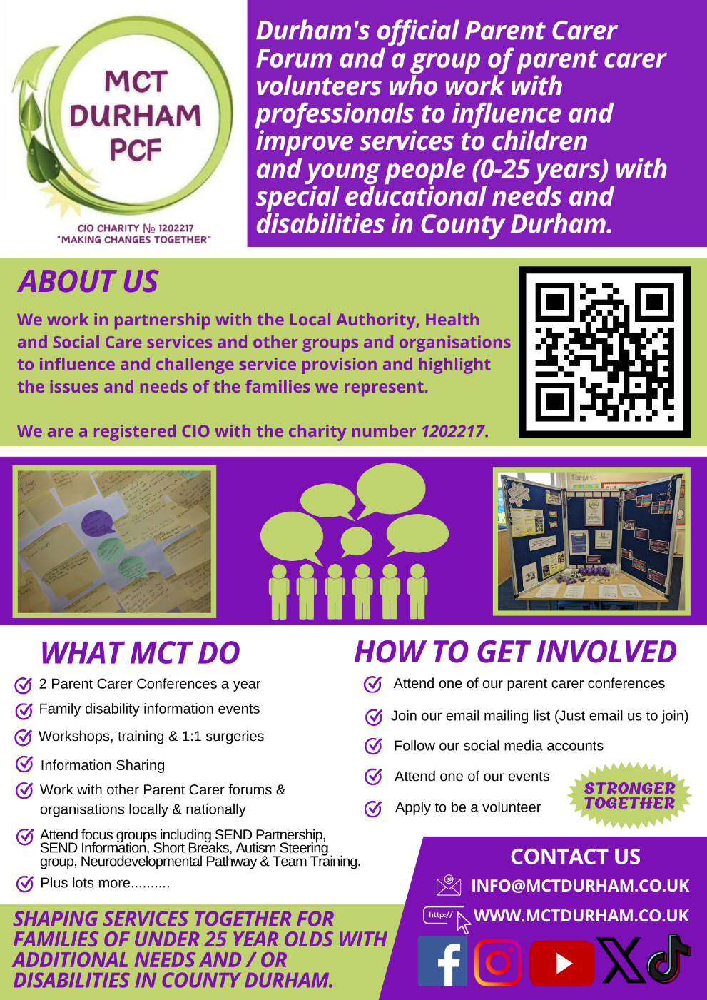 MCT
DURHAM
PCF
CIO CHARITY № 1202217
"MAKING CHANGES TOGETHER"
Durham's official Parent Carer
Forum and a group of parent carer
volunteers who work with
professionals to influence and
improve services to children
and young people (0-25 years) with
special educational needs and
disabilities in County Durham.
ABOUT US
We work in partnership with the Local Authority, Health
and Social Care services and other groups and organisations
to influence and challenge service provision and highlight
the issues and needs of the families we represent.
We are a registered CIO with the charity number 1202217.
Target
WHAT MCT DO
2 Parent Carer Conferences a year
Family disability information events
Workshops, training & 1:1 surgeries
Information Sharing
Work with other Parent Carer forums &
organisations locally & nationally
Attend focus groups including SEND Partnership,
SEND Information, Short Breaks, Autism Steering
group, Neurodevelopmental Pathway & Team Training.
Plus lots more..........
HOW TO GET INVOLVED
Attend one of our parent carer conferences
Join our email mailing list (Just email us to join)
Follow our social media accounts
Attend one of our events
Apply to be a volunteer
STRONGER
TOGETHER
SHAPING SERVICES TOGETHER FOR
FAMILIES OF UNDER 25 YEAR OLDS WITH
ADDITIONAL NEEDS AND / OR
DISABILITIES IN COUNTY DURHAM.
CONTACT US
INFO@MCTDURHAM.CO.UK
http://
WWW.MCTDURHAM.CO.UK